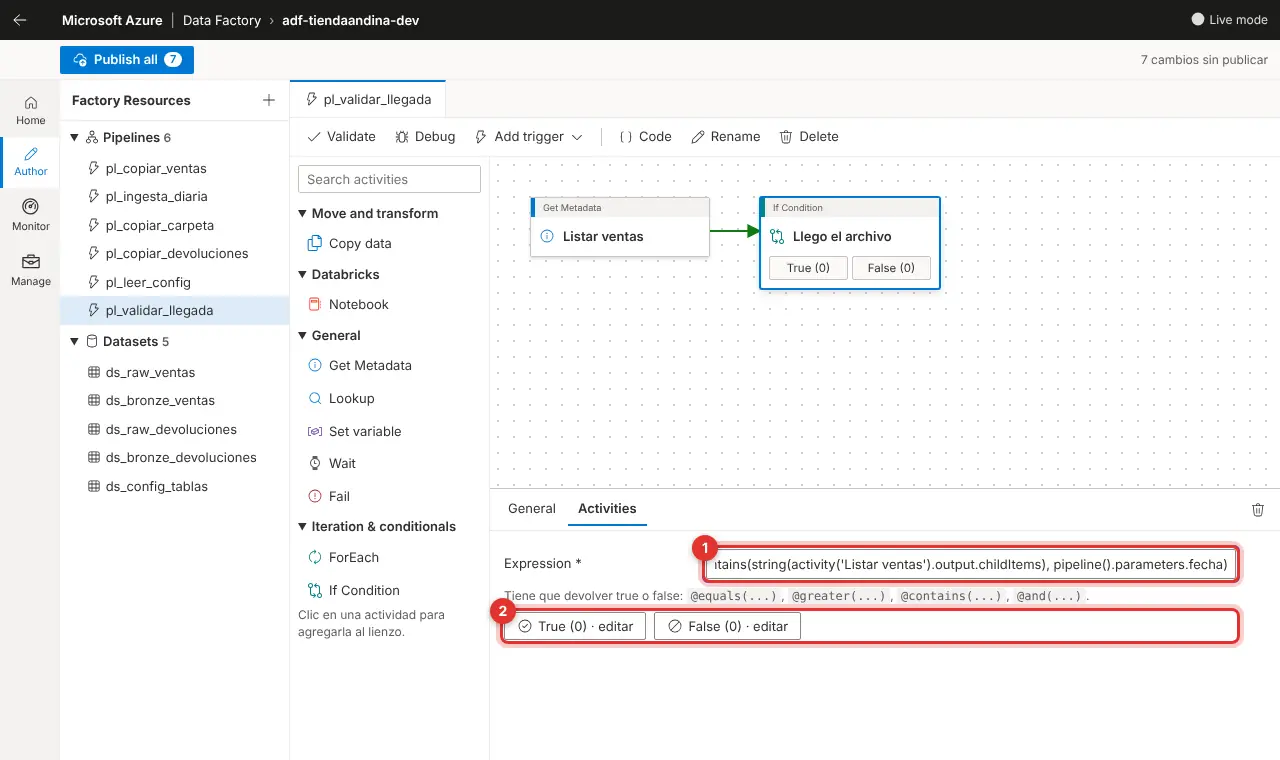 Microsoft Azure | Data Factory › adf-tiendaandina-dev
Live mode
Publish all 7
7 cambios sin publicar
Home
Author
Monitor
Manage
Factory Resources
Pipelines 6
pl_copiar_ventas
pl_ingesta_diaria
pl_copiar_carpeta
pl_copiar_devoluciones
pl_leer_config
pl_validar_llegada
Datasets 5
ds_raw_ventas
ds_bronze_ventas
ds_raw_devoluciones
ds_bronze_devoluciones
ds_config_tablas
pl_validar_llegada
Validate
Debug
Add trigger
Code
Rename
Delete
Search activities
Move and transform
Copy data
Databricks
Notebook
General
Get Metadata
Lookup
Set variable
Wait
Fail
Iteration & conditionals
ForEach
If Condition
Clic en una actividad para
agregarla al lienzo.
Get Metadata
Listar ventas
If Condition
Llego el archivo
True (0)
False (0)
General
Activities
1
Expression *
ntains(string(activity('Listar ventas').output.childItems), pipeline().parameters.fecha)
Tiene que devolver true o false: @equals(...), @greater(...), @contains(...), @and(...).
2
True (0) · editar
False (0) · editar